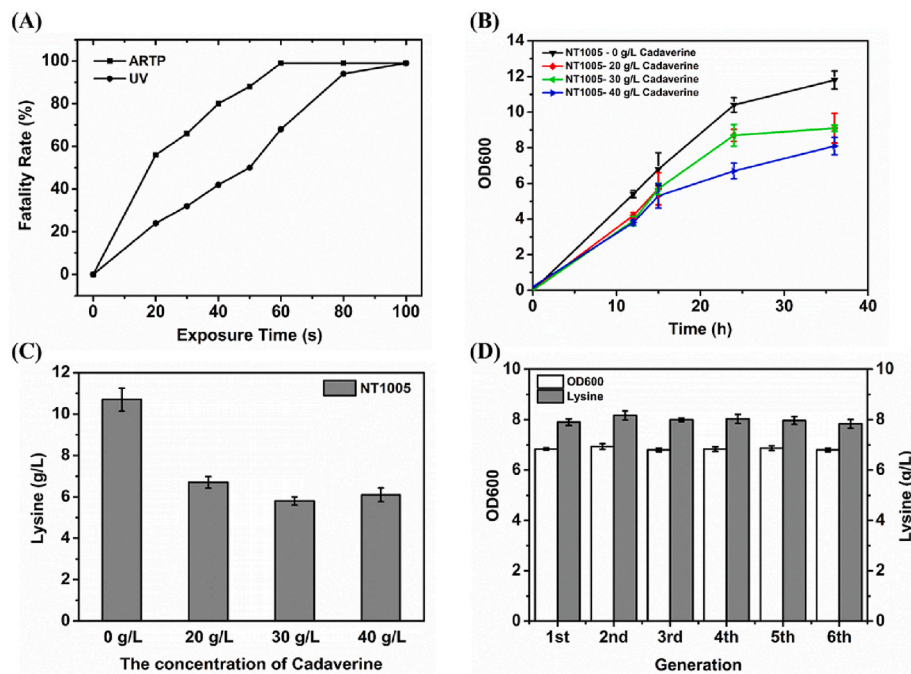 (A)
ARTP
UV
Fatality Rate (%)
100
80
60
40
20
0
0 20 40 60 80 100
Exposure Time (s)
(B)
NT1005 - 0 g/L Cadaverine
NT1005- 20 g/L Cadaverine
NT1005- 30 g/L Cadaverine
NT1005- 40 g/L Cadaverine
OD600
14
12
10
8
6
4
2
0
0 10 20 30 40
Time (h)
(C)
NT1005
Lysine (g/L)
12
10
8
6
4
2
0
0 g/L 20 g/L 30 g/L 40 g/L
The concentration of Cadaverine
(D)
OD600
Lysine
OD600
10
8
6
4
2
0
10
8
6
4
2
0
Lysine (g/L)
1st 2nd 3rd 4th 5th 6th
Generation